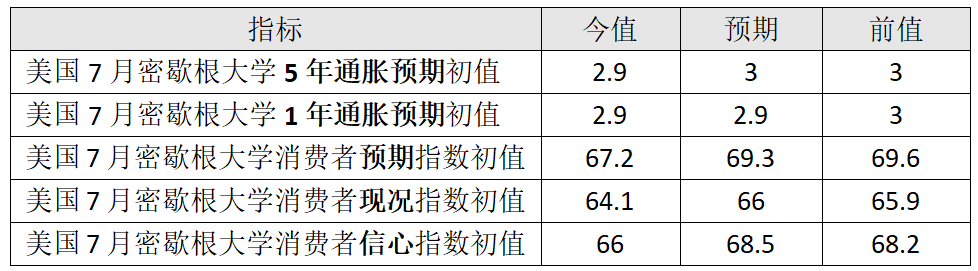 指标 今值 预期 前值
美国 7 月密歇根大学 5 年通胀预期初值 2.9 3 3
美国 7 月密歇根大学 1 年通胀预期初值 2.9 2.9 3
美国 7 月密歇根大学消费者预期指数初值 67.2 69.3 69.6
美国 7 月密歇根大学消费者现况指数初值 64.1 66 65.9
美国 7 月密歇根大学消费者信心指数初值 66 68.5 68.2